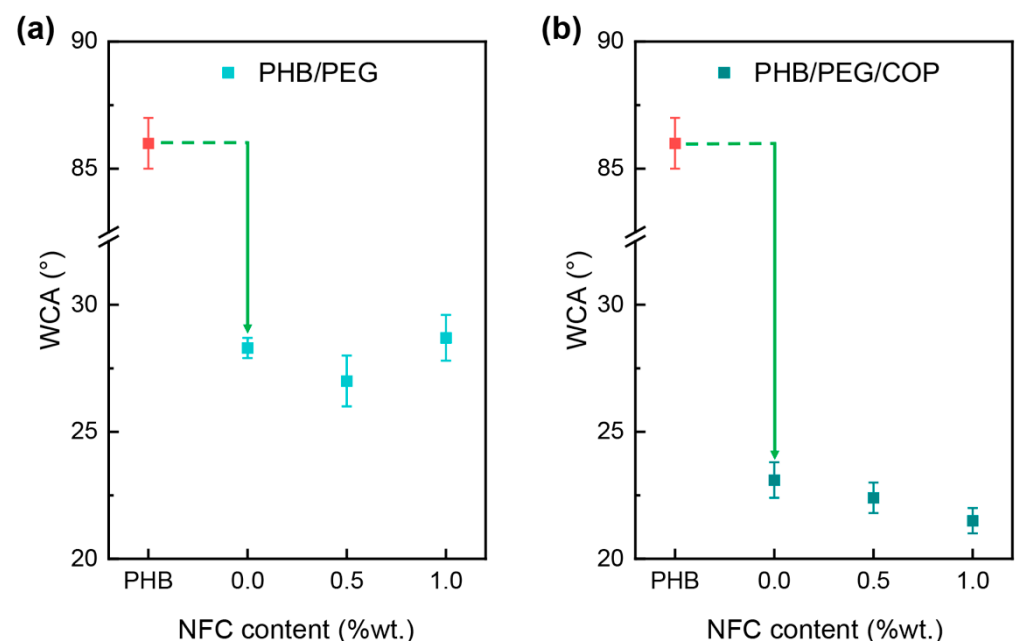 (a)
90
PHB/PEG
85
WCA (°)
30
25
20
PHB 0.0 0.5 1.0
NFC content (%wt.)
(b)
90
PHB/PEG/COP
85
WCA (°)
30
25
20
PHB 0.0 0.5 1.0
NFC content (%wt.)